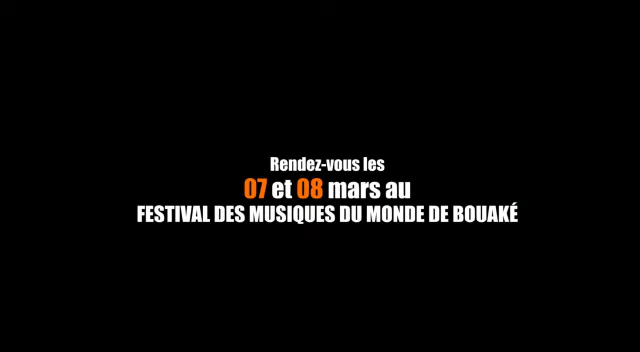 Rendez-vous les
07 et 08 mars au
FESTIVAL DES MUSIQUES DU MONDE DE BOUAKÉ